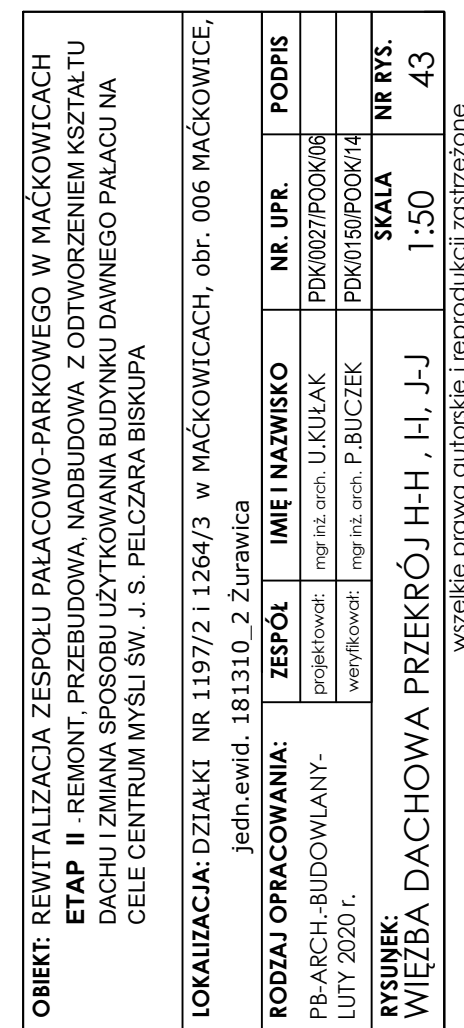 OBIEKT: REWITALIZACJA ZESPOŁU PAŁACOWO-PARKOWEGO W MAĆKOWICACH
ETAP II - REMONT, PRZEBUDOWA, NADBUDOWA Z ODTWORZENIEM KSZTAŁTU
DACHU I ZMIANA SPOSOBU UŻYTKOWANIA BUDYNKU DAWNEGO PAŁACU NA
CELE CENTRUM MYŚLI ŚW. J. S. PELCZARA BISKUPA
LOKALIZACJA: DZIAŁKI NR 1197/2 i 1264/3 w MAĆKOWICACH, obr. 006 MAĆKOWICE,
jedn.ewid. 181310_2 Żurawica
RODZAJ OPRACOWANIA:
PB-ARCH.-BUDOWLANY-
LUTY 2020 r.
ZESPÓŁ IMIĘ I NAZWISKO NR. UPR. PODPIS
projektował: mgr inż. arch. U.KUŁAK PDK/0027/POOK/06
weryfikował: mgr inż. arch. P.BUCZEK PDK/0150/POOK/14
RYSUNEK: SKALA NR RYS.
WIĘŹBA DACHOWA PRZEKRÓJ H-H , I-I, J-J 1:50 43
wszelkie prawa autorskie i reprodukcji zastrzeżone